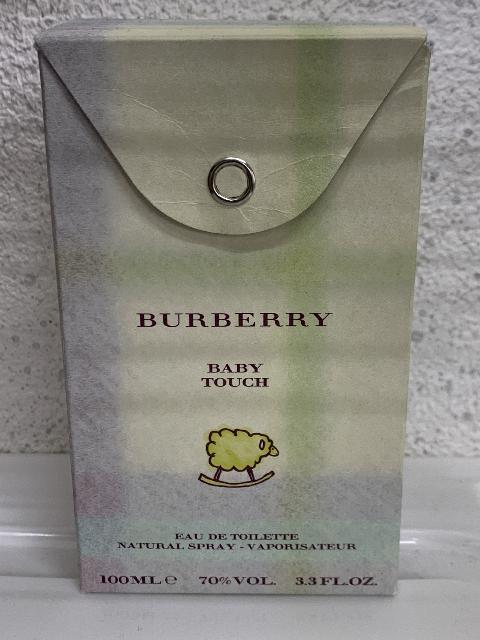 BURBERRY
BABY
TOUCH
EAU DE TOILETTE
NATURAL SPRAY - VAPORISATEUR
100ML ℮ 70% VOL. 3.3 FL.OZ.